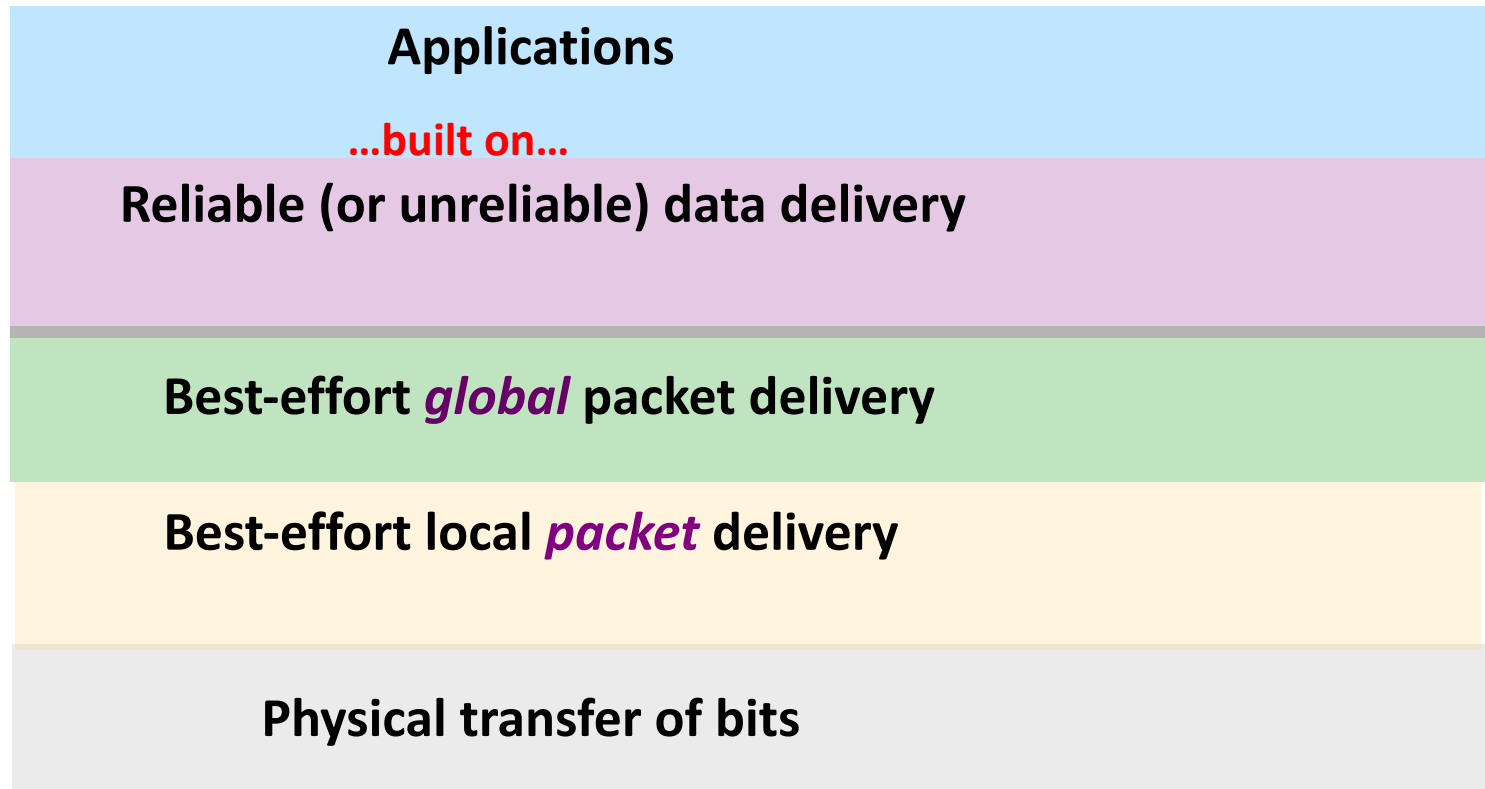 Applications
…built on…
Reliable (or unreliable) data delivery
Best-effort global packet delivery
Best-effort local packet delivery
Physical transfer of bits